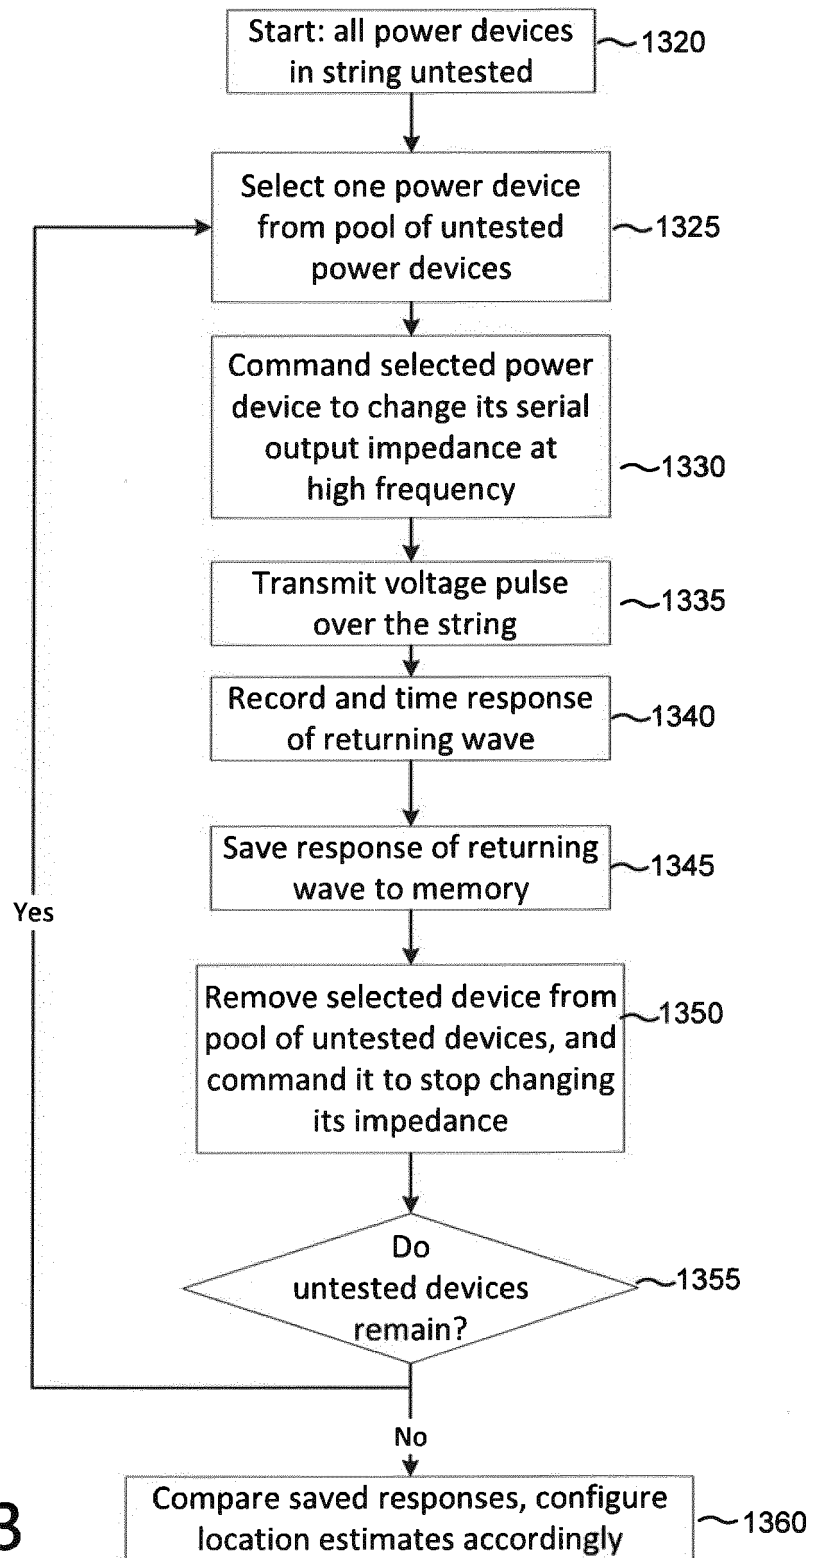 Start: all power devices
in string untested
1320
Select one power device
from pool of untested
power devices
1325
Command selected power
device to change its serial
output impedance at
high frequency
1330
Transmit voltage pulse
over the string
1335
Record and time response
of returning wave
1340
Save response of returning
wave to memory
1345
Remove selected device from
pool of untested devices, and
command it to stop changing
its impedance
1350
Do
untested devices
remain?
1355
Yes
No
Compare saved responses, configure
location estimates accordingly
1360